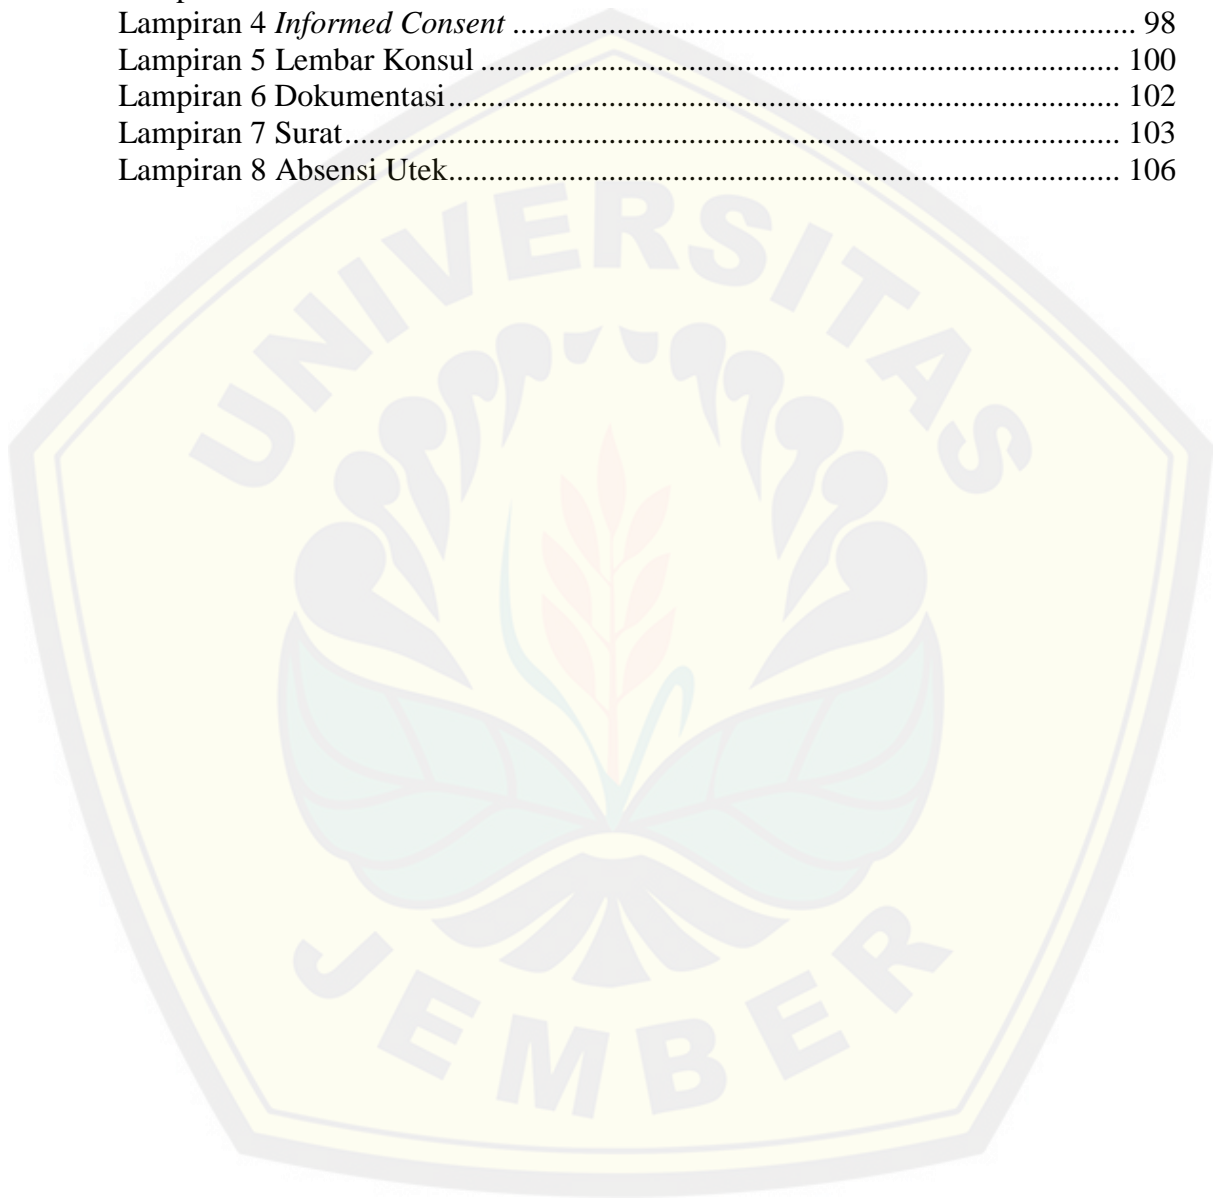 Lampiran 4 Informed Consent ........................................................................... 98
Lampiran 5 Lembar Konsul ............................................................................. 100
Lampiran 6 Dokumentasi................................................................................. 102
Lampiran 7 Surat.............................................................................................. 103
Lampiran 8 Absensi Utek................................................................................. 106
UNIVERSITAS
JEMBER